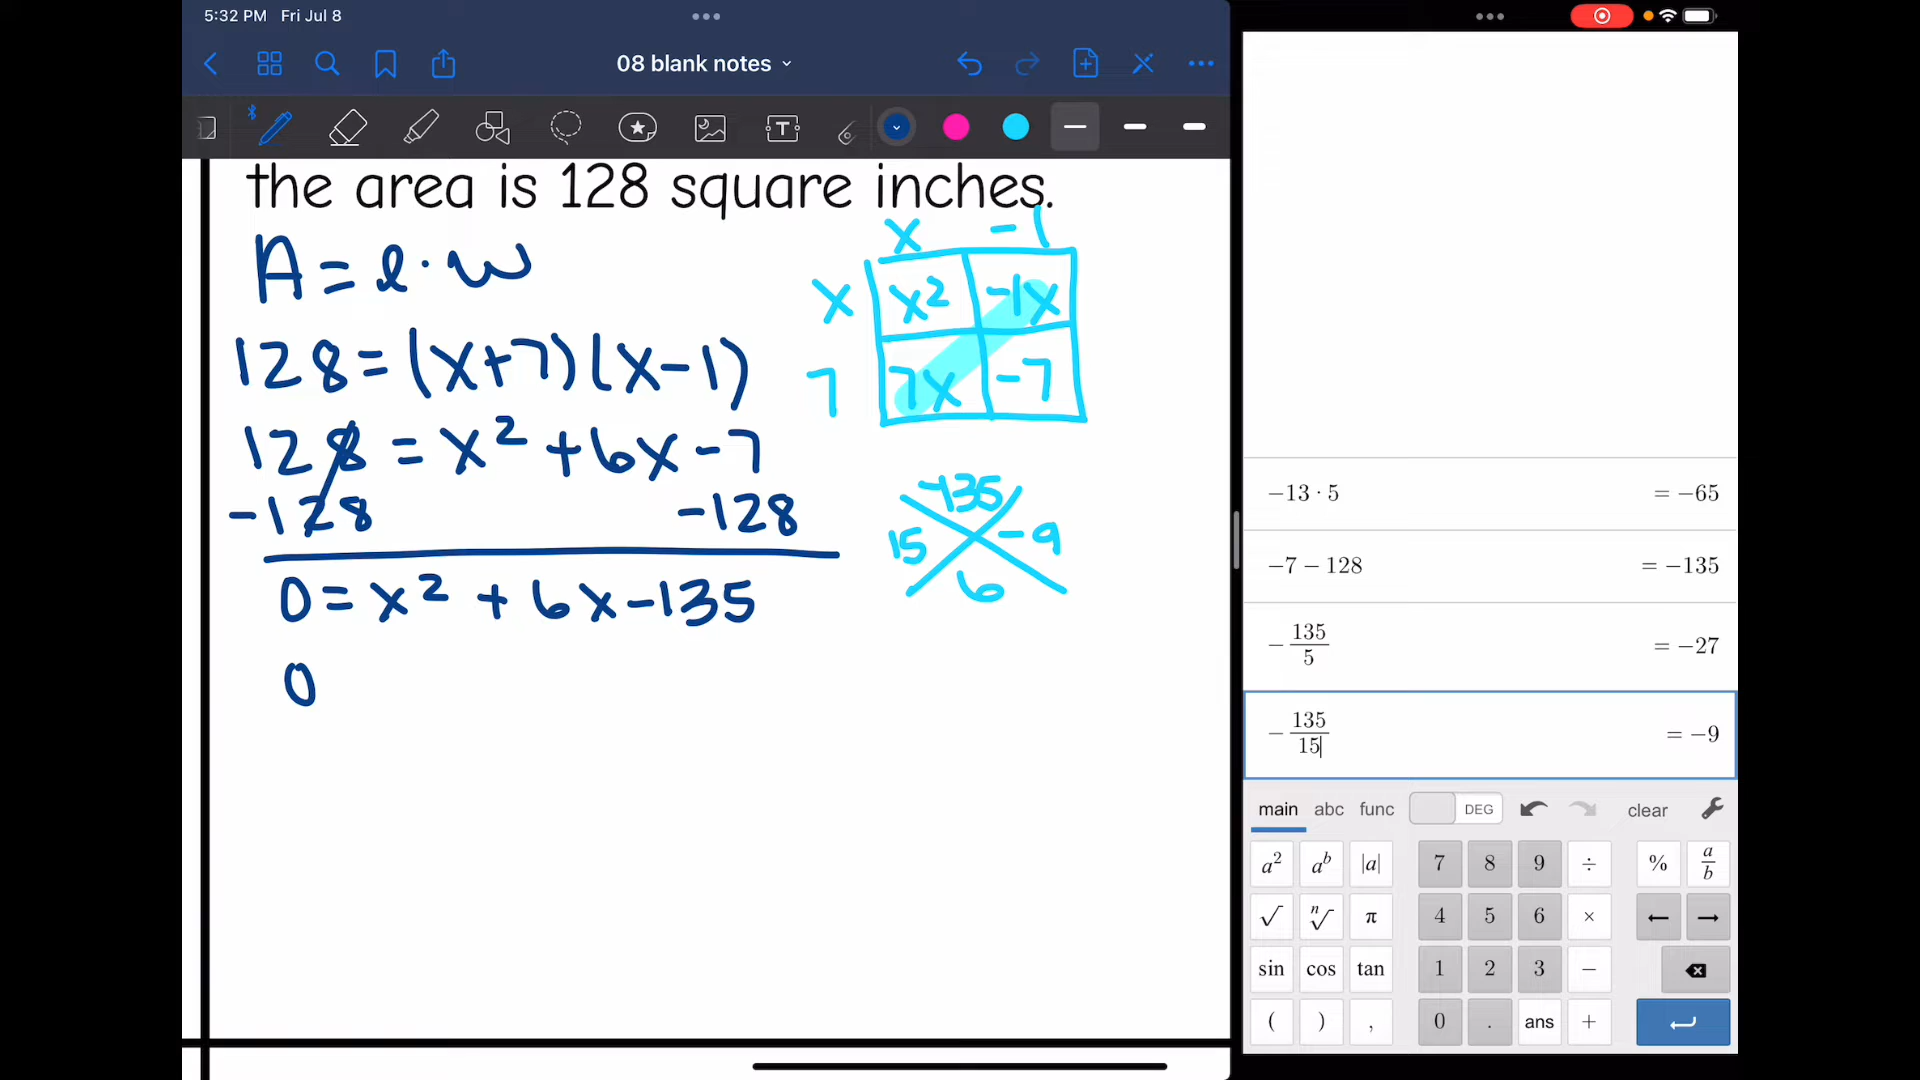 5:32 PM Fri Jul 8
08 blank notes
T
the area is 128 square inches.
A = l · w
128 = (x+7)(x-1)
128 = x² + 6x - 7
-128 -128
0 = x² + 6x - 135
0
x -1
x x² -1x
7 7x -7
-135
15 -9
6
−13 · 5 = −65
−7 − 128 = −135
−135/5 = −27
−135/15 = −9
main abc func DEG clear
a² aᵇ |a| 7 8 9 ÷ % a/b
√ ⁿ√ π 4 5 6 × ← →
sin cos tan 1 2 3 −
( ) , 0 . ans +